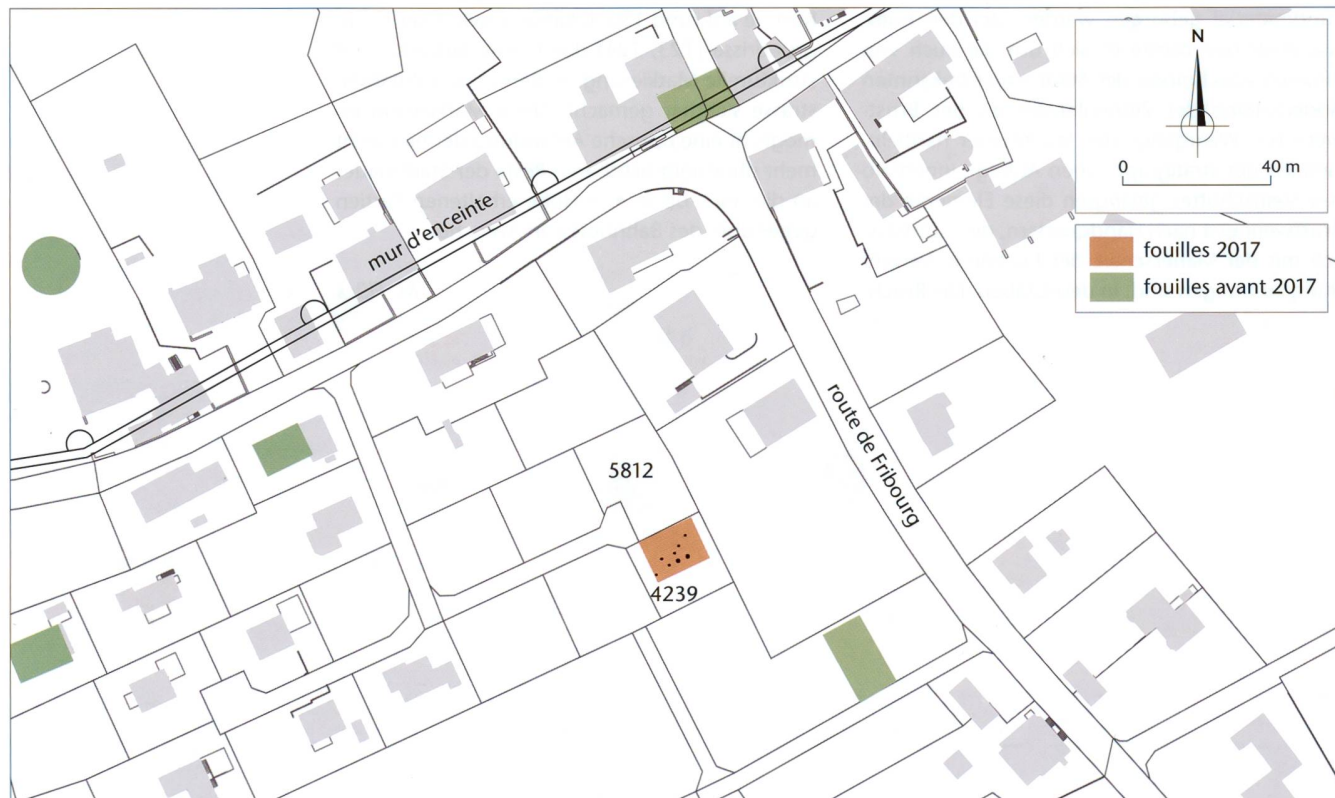 N
0 40 m
fouilles 2017
fouilles avant 2017
mur d'enceinte
route de Fribourg
5812
4239